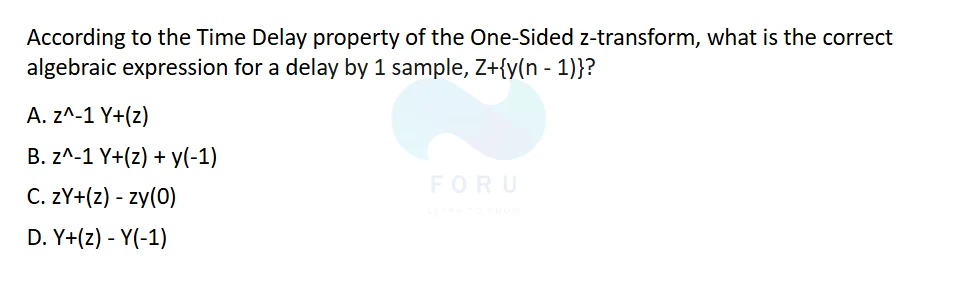 According to the Time Delay property of the One-Sided z-transform, what is the correct
algebraic expression for a delay by 1 sample, Z+{y(n - 1)}?
A. z^-1 Y+(z)
B. z^-1 Y+(z) + y(-1)
FORU
C. zY+(z) - zy(0)
D. Y+(z) - Y(-1)